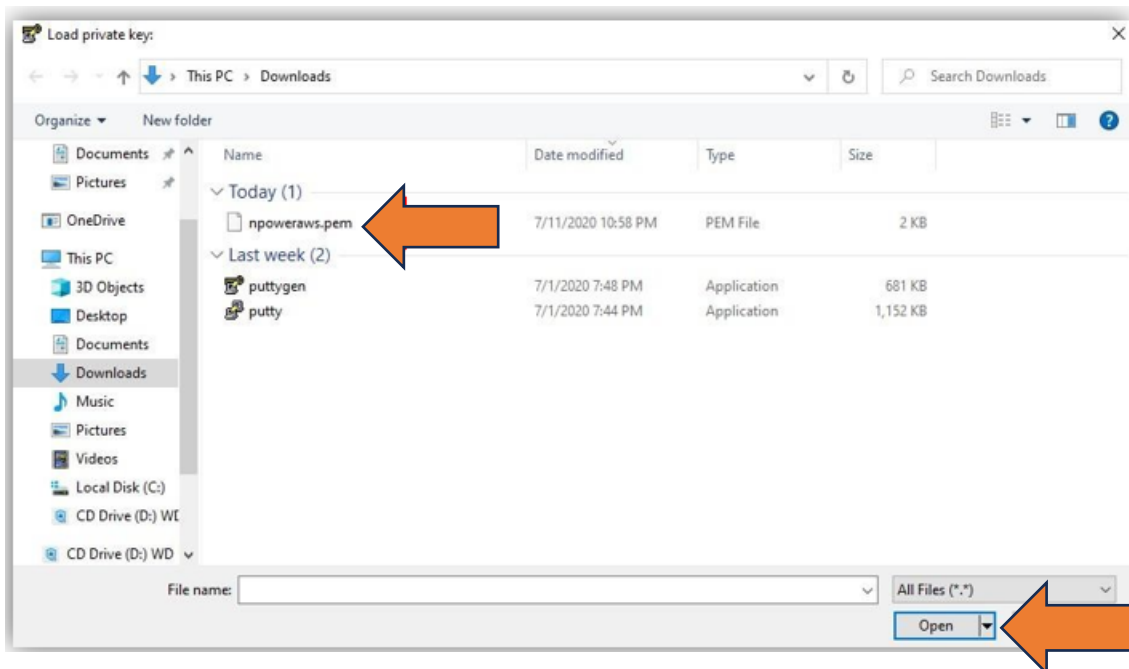 Load private key:
This PC > Downloads
Search Downloads
Organize
New folder
Name
Date modified
Type
Size
Documents
Pictures
OneDrive
This PC
3D Objects
Desktop
Documents
Downloads
Music
Pictures
Videos
Local Disk (C:)
CD Drive (D:) WD
Today (1)
npoweraws.pem 7/11/2020 10:58 PM PEM File 2 KB
Last week (2)
puttygen 7/1/2020 7:48 PM Application 681 KB
putty 7/1/2020 7:44 PM Application 1,152 KB
File name:
All Files (*.*)
Open